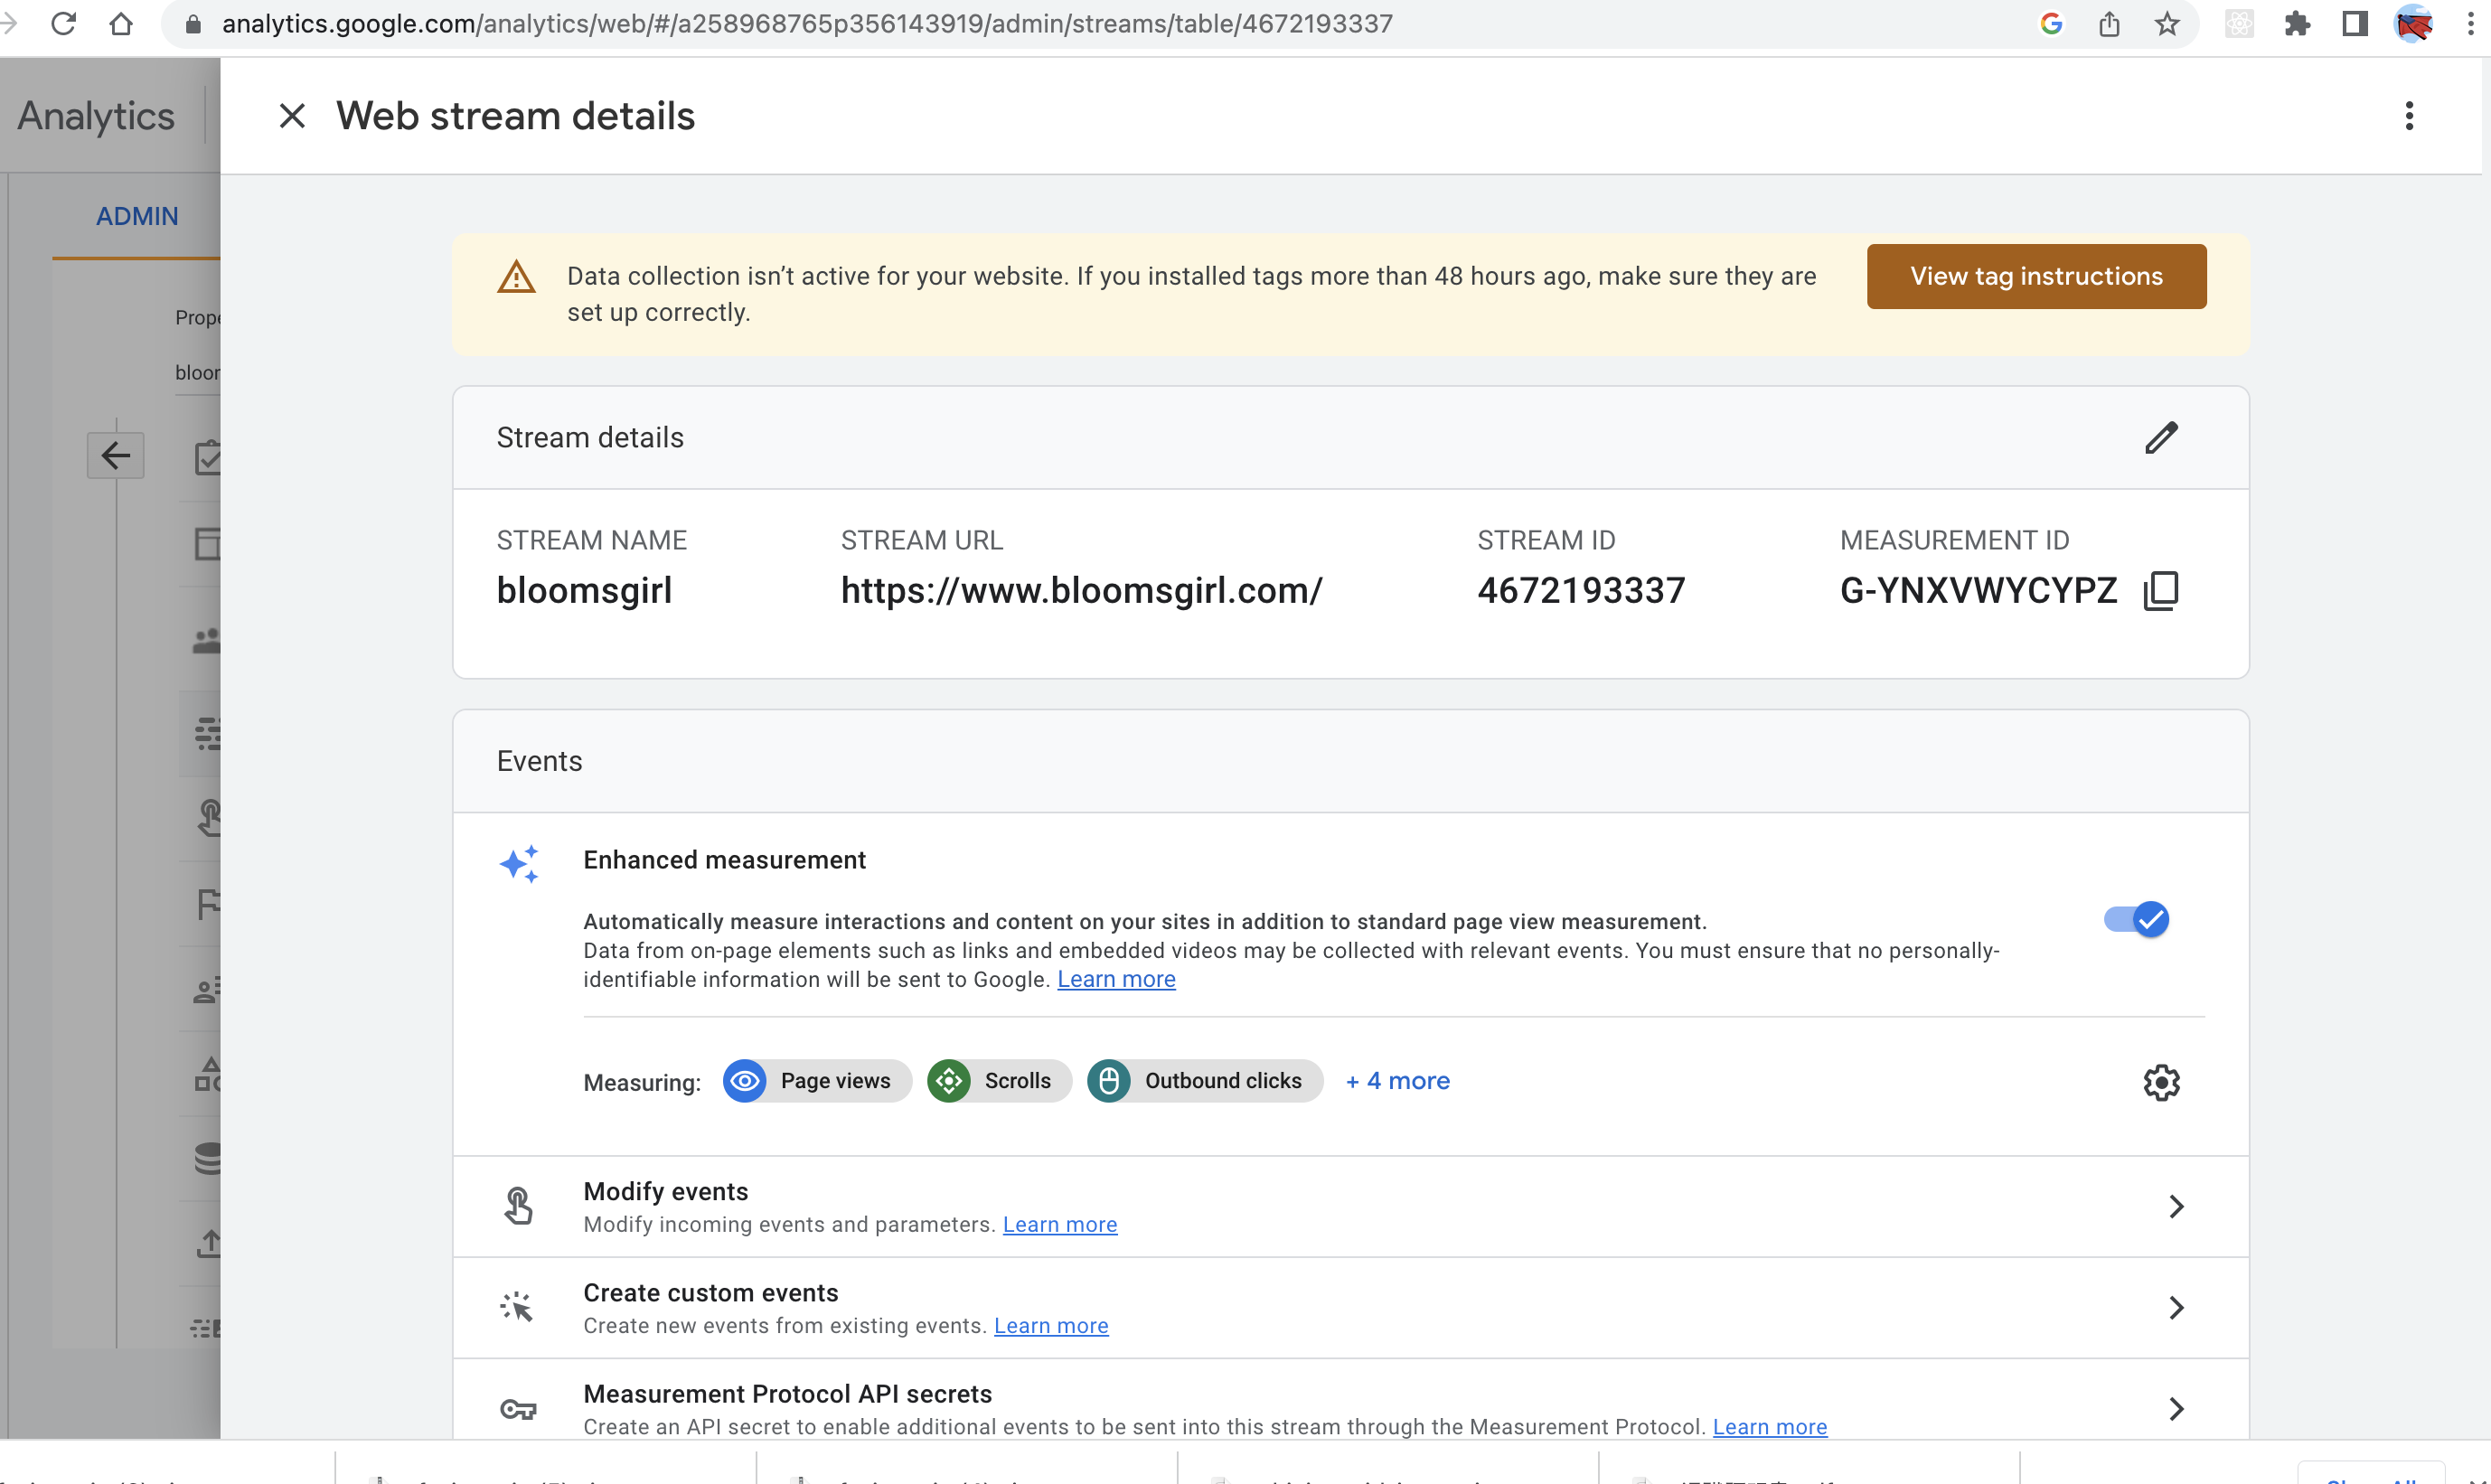 analytics.google.com/analytics/web/#/a258968765p356143919/admin/streams/table/4672193337
Analytics
Web stream details
ADMIN
Data collection isn’t active for your website. If you installed tags more than 48 hours ago, make sure they are
set up correctly.
View tag instructions
Stream details
STREAM NAME
STREAM URL
STREAM ID
MEASUREMENT ID
bloomsgirl
https://www.bloomsgirl.com/
4672193337
G-YNXVWYCYPZ
Events
Enhanced measurement
Automatically measure interactions and content on your sites in addition to standard page view measurement.
Data from on-page elements such as links and embedded videos may be collected with relevant events. You must ensure that no personally-
identifiable information will be sent to Google. Learn more
Measuring:
Page views
Scrolls
Outbound clicks
+ 4 more
Modify events
Modify incoming events and parameters. Learn more
Create custom events
Create new events from existing events. Learn more
Measurement Protocol API secrets
Create an API secret to enable additional events to be sent into this stream through the Measurement Protocol. Learn more